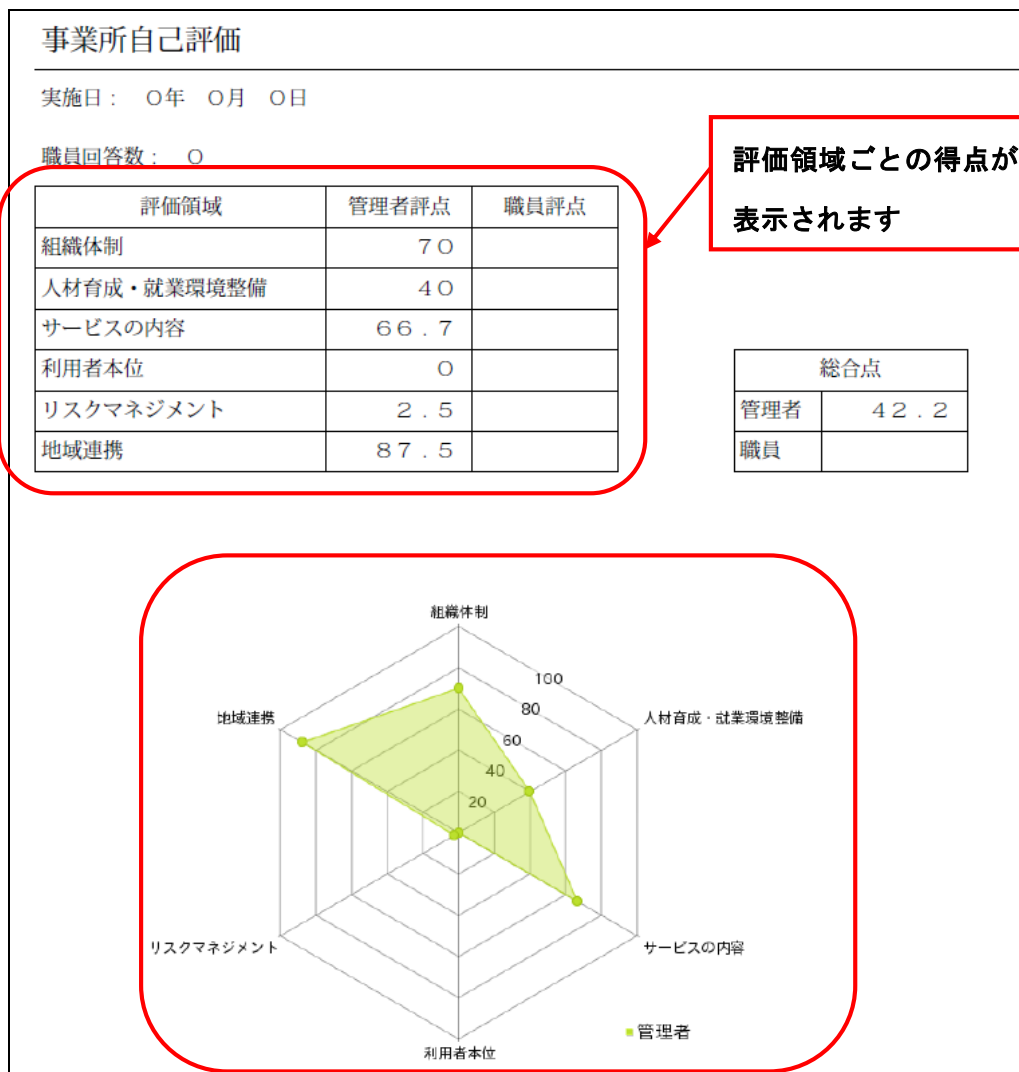 事業所自己評価
実施日： ○年 ○月 ○日
職員回答数： ○
評価領域ごとの得点が
表示されます
評価領域 管理者評点 職員評点
組織体制 ７０
人材育成・就業環境整備 ４０
サービスの内容 ６６．７
利用者本位 ０
リスクマネジメント ２．５
地域連携 ８７．５
総合点
管理者 ４２．２
職員
組織体制
100
80
60
40
20
地域連携
人材育成・就業環境整備
リスクマネジメント
サービスの内容
管理者
利用者本位